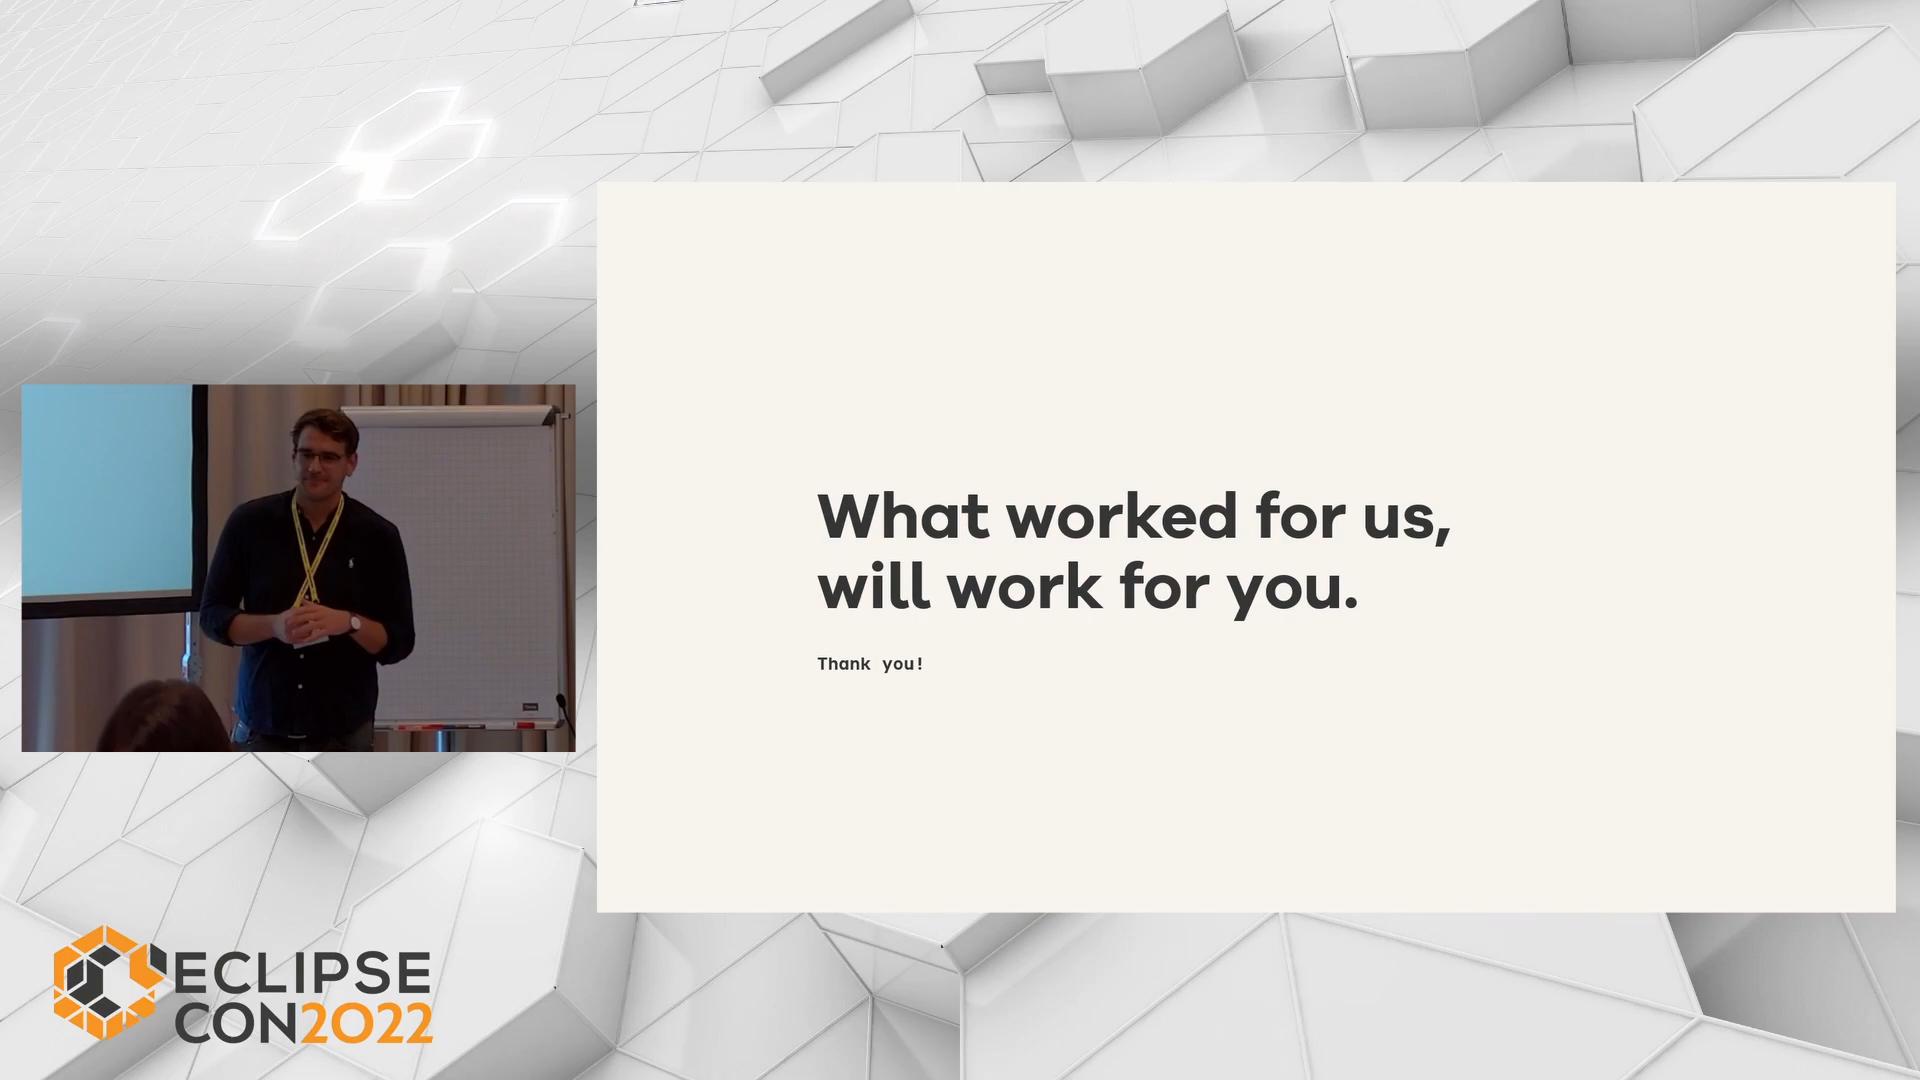 What worked for us,
will work for you.
Thank you!
ECLIPSE
CON2022